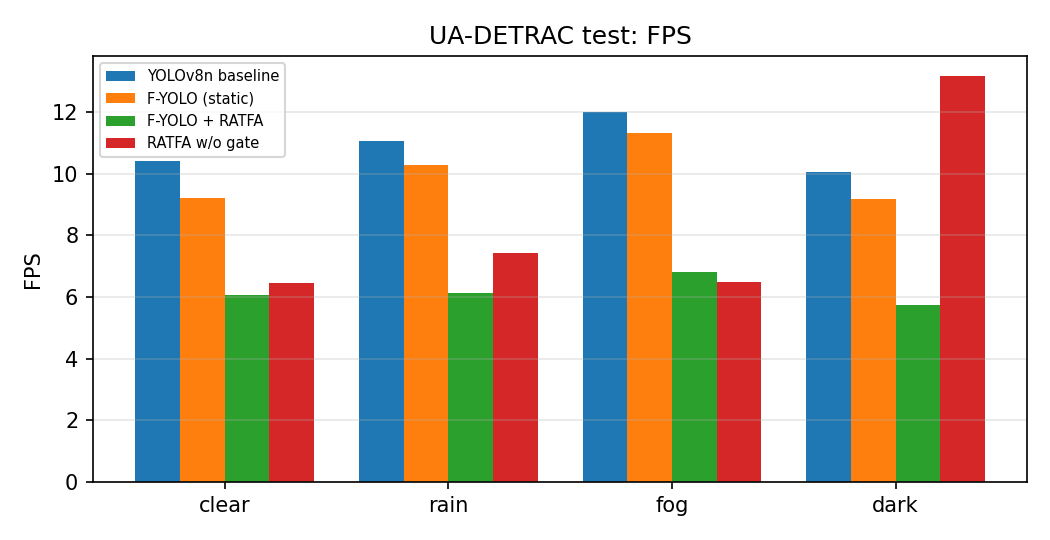 UA-DETRAC test: FPS
YOLOv8n baseline
F-YOLO (static)
F-YOLO + RATFA
RATFA w/o gate
FPS
12
10
8
6
4
2
0
clear rain fog dark